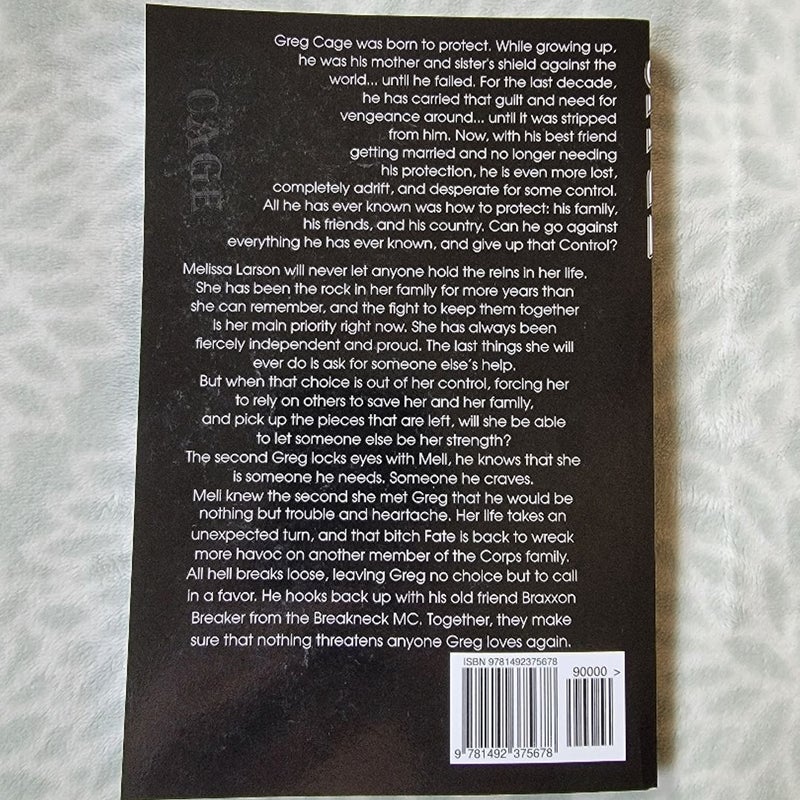 Greg Cage was born to protect. While growing up,
he was his mother and sister's shield against the
world... until he failed. For the last decade,
he has carried that guilt and need for
vengeance around... until it was stripped
from him. Now, with his best friend
getting married and no longer needing
his protection, he is even more lost,
completely adrift, and desperate for some control.
All he has ever known was how to protect: his family,
his friends, and his country. Can he go against
everything he has ever known, and give up that Control?
CAGE
Melissa Larson will never let anyone hold the reins in her life.
She has been the rock in her family for more years than
she can remember, and the fight to keep them together
is her main priority right now. She has always been
fiercely independent and proud. The last things she will
ever do is ask for someone else's help.
But when that choice is out of her control, forcing her
to rely on others to save her and her family,
and pick up the pieces that are left, will she be able
to let someone else be her strength?
The second Greg locks eyes with Meli, he knows that she
is someone he needs. Someone he craves.
Meli knew the second she met Greg that he would be
nothing but trouble and heartache. Her life takes an
unexpected turn, and that bitch Fate is back to wreak
more havoc on another member of the Corps family.
All hell breaks loose, leaving Greg no choice but to call
in a favor. He hooks back up with his old friend Braxxon
Breaker from the Breakneck MC. Together, they make
sure that nothing threatens anyone Greg loves again.
ISBN 9781492375678
90000 >
9 781492 375678